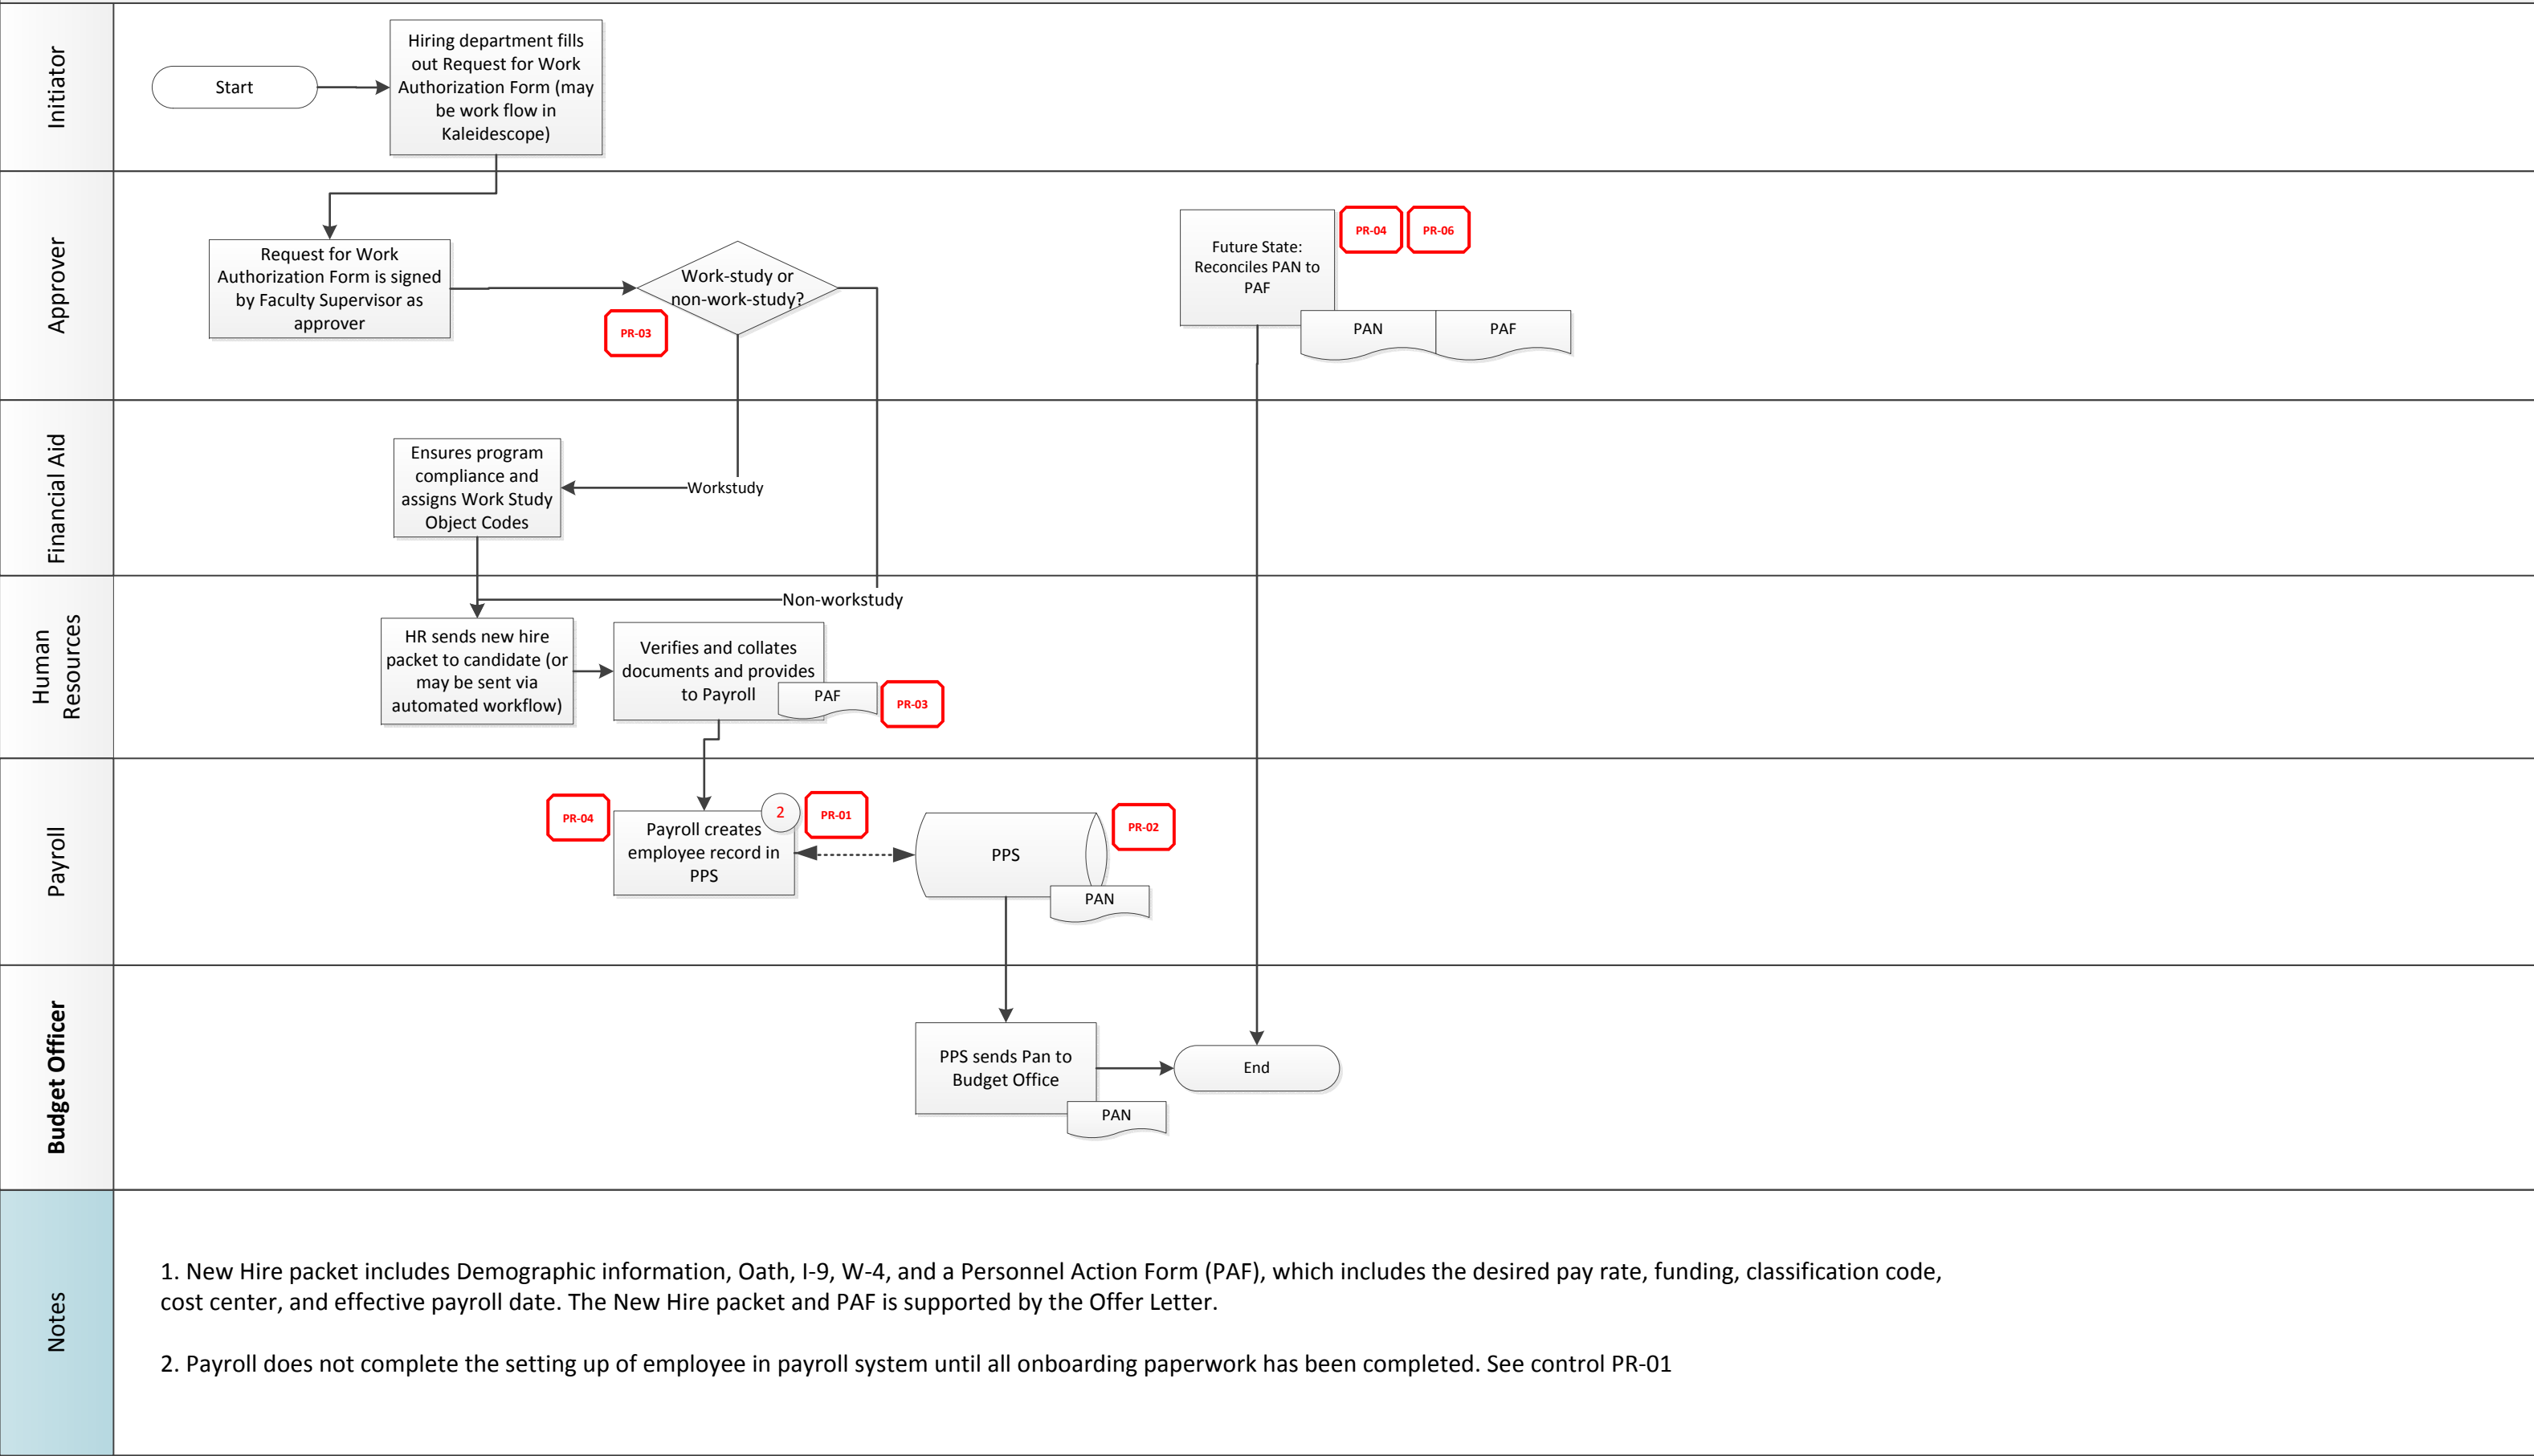 Initiator
Start
Hiring department fills
out Request for Work
Authorization Form (may
be work flow in
Kaleidescope)
Approver
Request for Work
Authorization Form is signed
by Faculty Supervisor as
approver
Work-study or
non-work-study?
PR-03
Future State:
Reconciles PAN to
PAF
PR-04
PR-06
PAN
PAF
Financial Aid
Ensures program
compliance and
assigns Work Study
Object Codes
Workstudy
Human
Resources
Non-workstudy
HR sends new hire
packet to candidate (or
may be sent via
automated workflow)
Verifies and collates
documents and provides
to Payroll
PAF
PR-03
Payroll
PR-04
Payroll creates
employee record in
PPS
2
PR-01
PPS
PR-02
PAN
Budget Officer
PPS sends Pan to
Budget Office
PAN
End
Notes
1. New Hire packet includes Demographic information, Oath, I-9, W-4, and a Personnel Action Form (PAF), which includes the desired pay rate, funding, classification code,
cost center, and effective payroll date. The New Hire packet and PAF is supported by the Offer Letter.
2. Payroll does not complete the setting up of employee in payroll system until all onboarding paperwork has been completed. See control PR-01